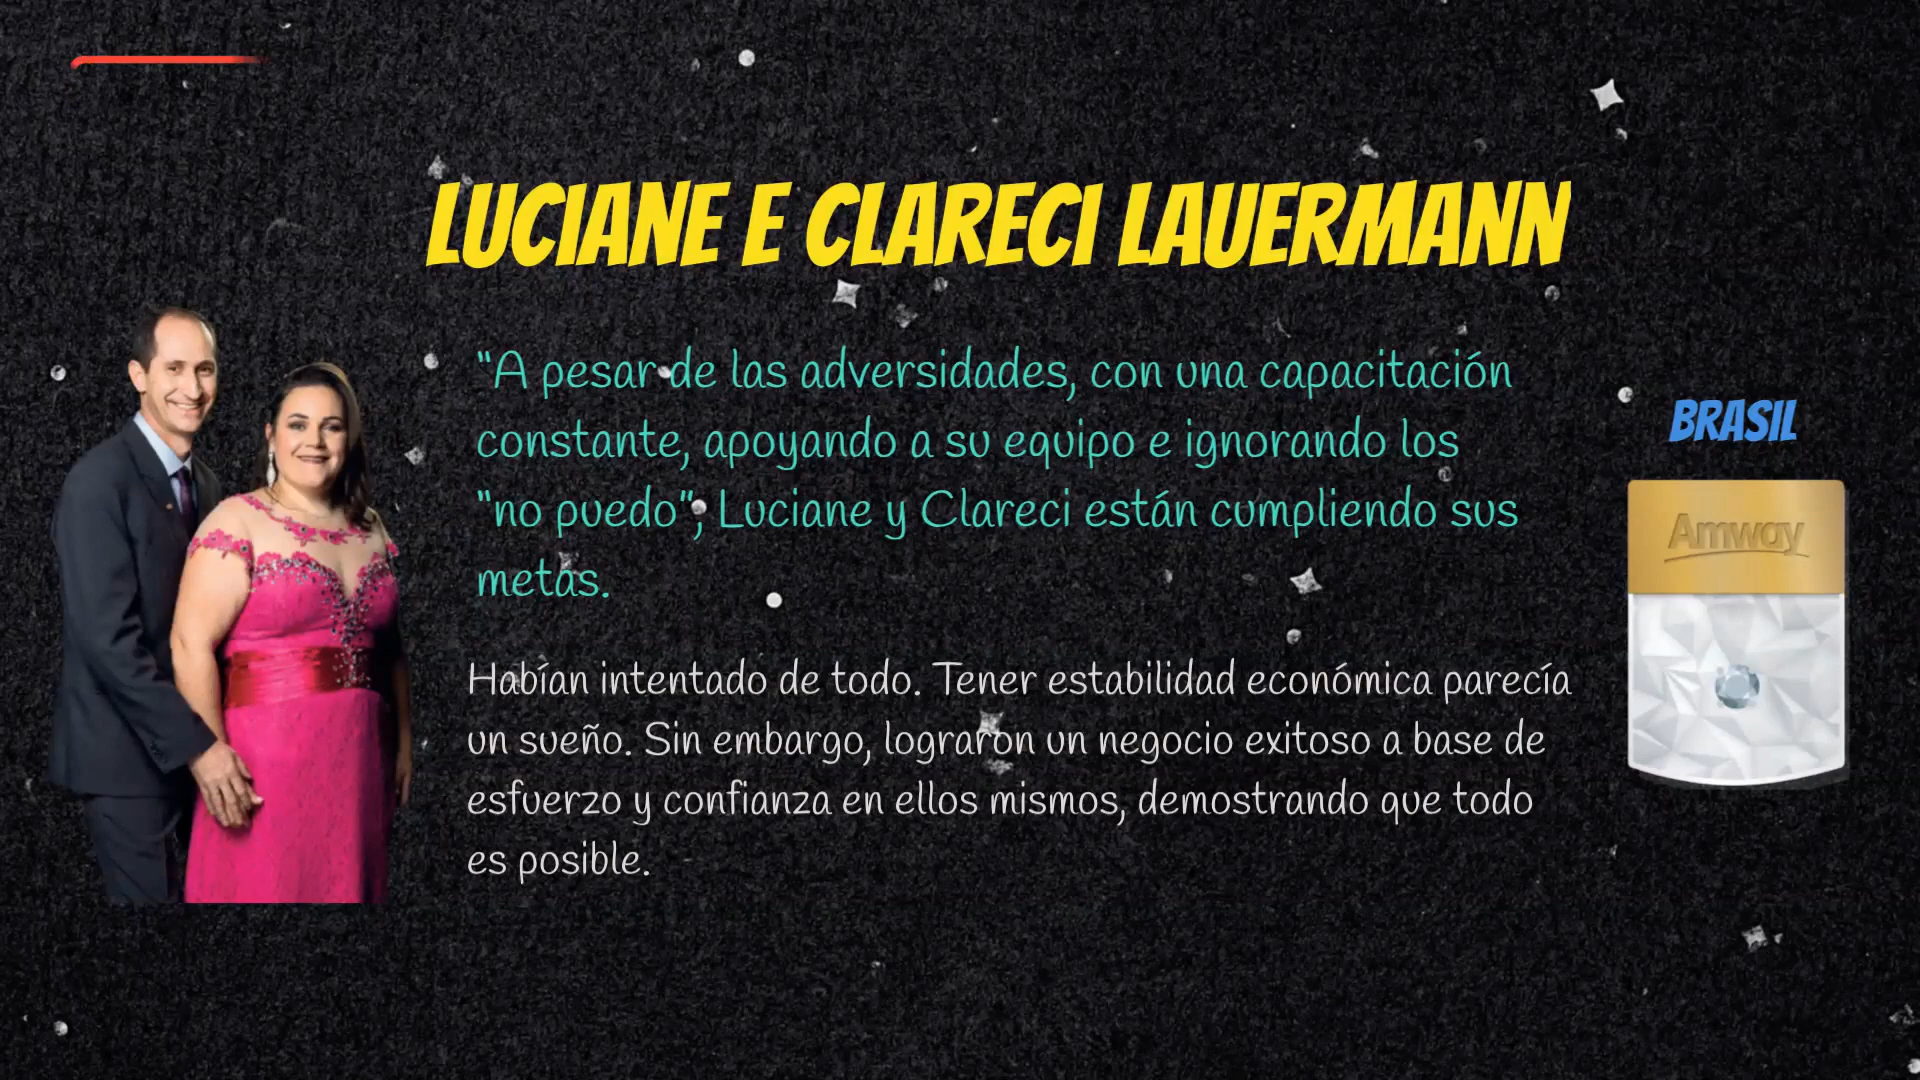 LUCIANE E CLARECI LAUERMANN
"A pesar de las adversidades, con una capacitación
constante, apoyando a su equipo e ignorando los
"no puedo", Luciane y Clareci están cumpliendo sus
metas.
BRASIL
Amway
Habían intentado de todo. Tener estabilidad económica parecía
un sueño. Sin embargo, lograron un negocio exitoso a base de
esfuerzo y confianza en ellos mismos, demostrando que todo
es posible.